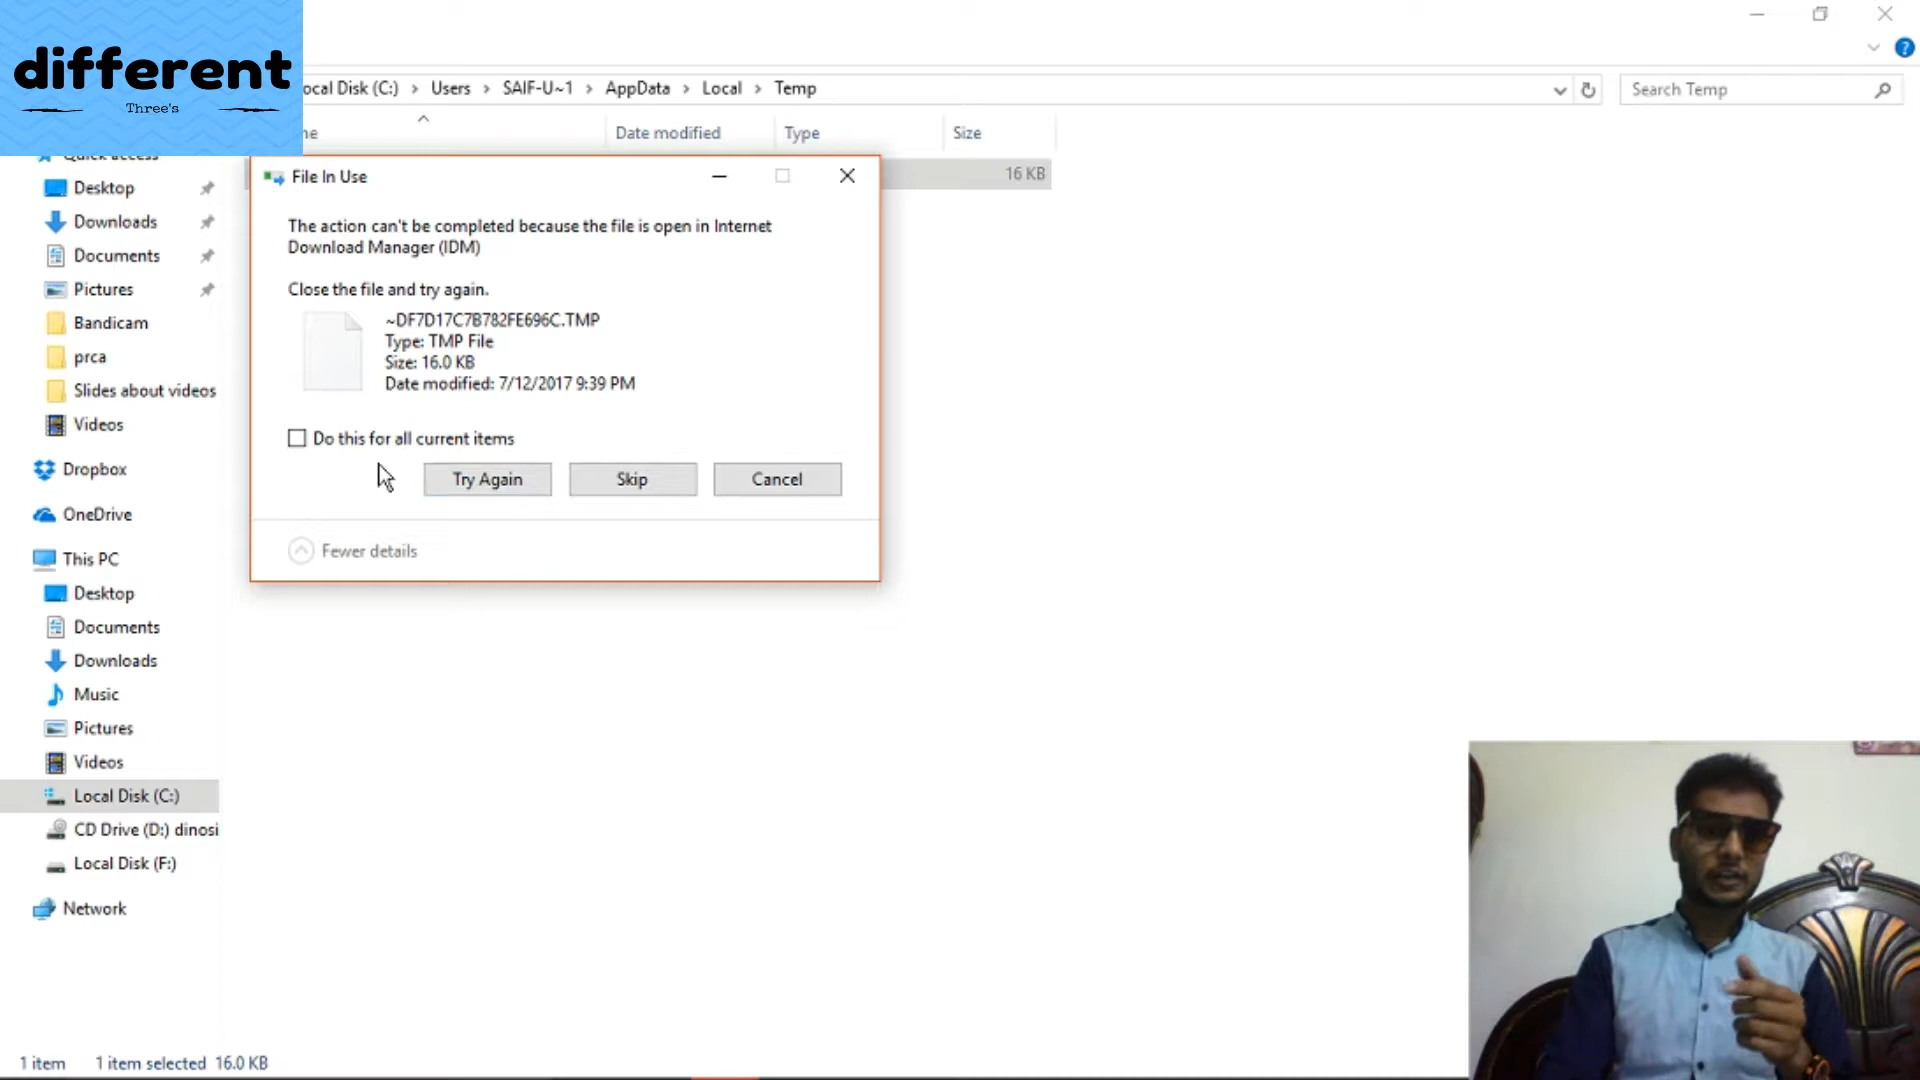 different
Three's
ocal Disk (C:) > Users > SAIF-U~1 > AppData > Local > Temp
Search Temp
Date modified
Type
Size
16 KB
Quick access
Desktop
Downloads
Documents
Pictures
Bandicam
prca
Slides about videos
Videos
Dropbox
OneDrive
This PC
Desktop
Documents
Downloads
Music
Pictures
Videos
Local Disk (C:)
CD Drive (D:) dinosi
Local Disk (F:)
Network
File In Use
The action can't be completed because the file is open in Internet
Download Manager (IDM)
Close the file and try again.
~DF7D17C7B782FE696C.TMP
Type: TMP File
Size: 16.0 KB
Date modified: 7/12/2017 9:39 PM
Do this for all current items
Try Again
Skip
Cancel
Fewer details
1 item 1 item selected 16.0 KB